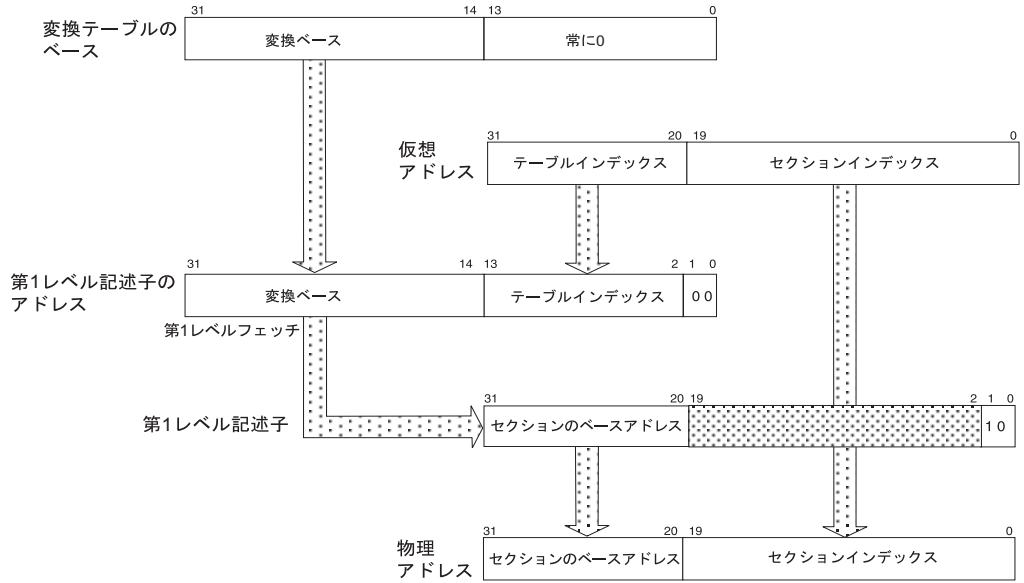 31 14 13 0
変換テーブルの
ベース
変換ベース 常に0
31 20 19 0
仮想
アドレス
テーブルインデックス セクションインデックス
31 14 13 2 1 0
第1レベル記述子の
アドレス
変換ベース テーブルインデックス 0 0
第1レベルフェッチ
31 20 19 2 1 0
第1レベル記述子
セクションのベースアドレス 1 0
31 20 19 0
物理
アドレス
セクションのベースアドレス セクションインデックス